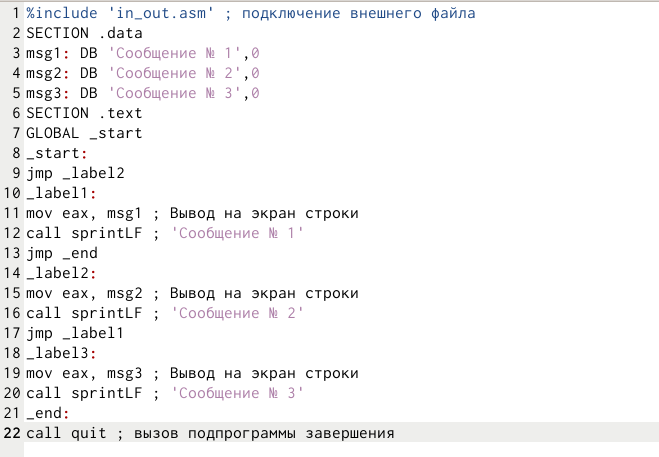 1 %include 'in_out.asm' ; подключение внешнего файла
2 SECTION .data
3 msg1: DB 'Сообщение № 1',0
4 msg2: DB 'Сообщение № 2',0
5 msg3: DB 'Сообщение № 3',0
6 SECTION .text
7 GLOBAL _start
8 _start:
9 jmp _label2
10 _label1:
11 mov eax, msg1 ; Вывод на экран строки
12 call sprintLF ; 'Сообщение № 1'
13 jmp _end
14 _label2:
15 mov eax, msg2 ; Вывод на экран строки
16 call sprintLF ; 'Сообщение № 2'
17 jmp _label1
18 _label3:
19 mov eax, msg3 ; Вывод на экран строки
20 call sprintLF ; 'Сообщение № 3'
21 _end:
22 call quit ; вызов подпрограммы завершения